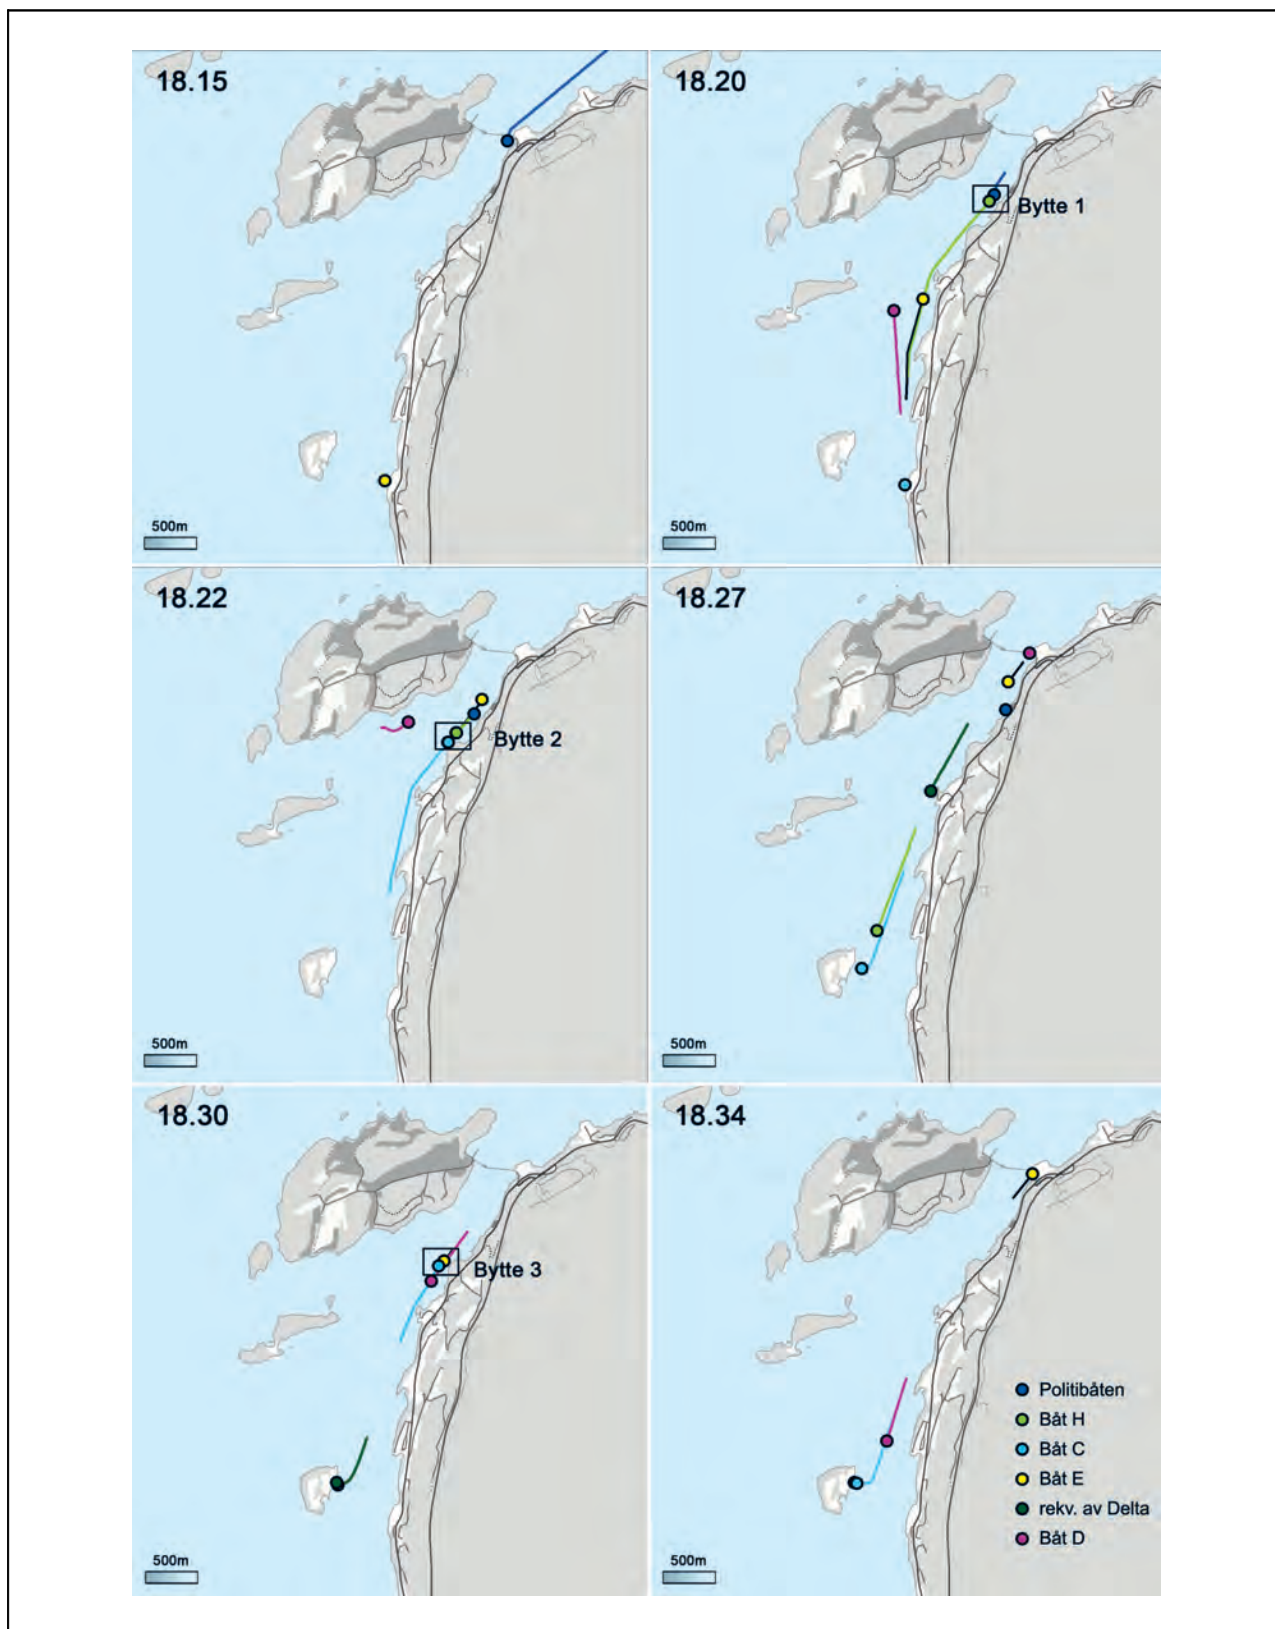 18.15
500m
18.20
Bytte 1
500m
18.22
Bytte 2
500m
18.27
500m
18.30
Bytte 3
500m
18.34
Politibåten
Båt H
Båt C
Båt E
rekv. av Delta
Båt D
500m